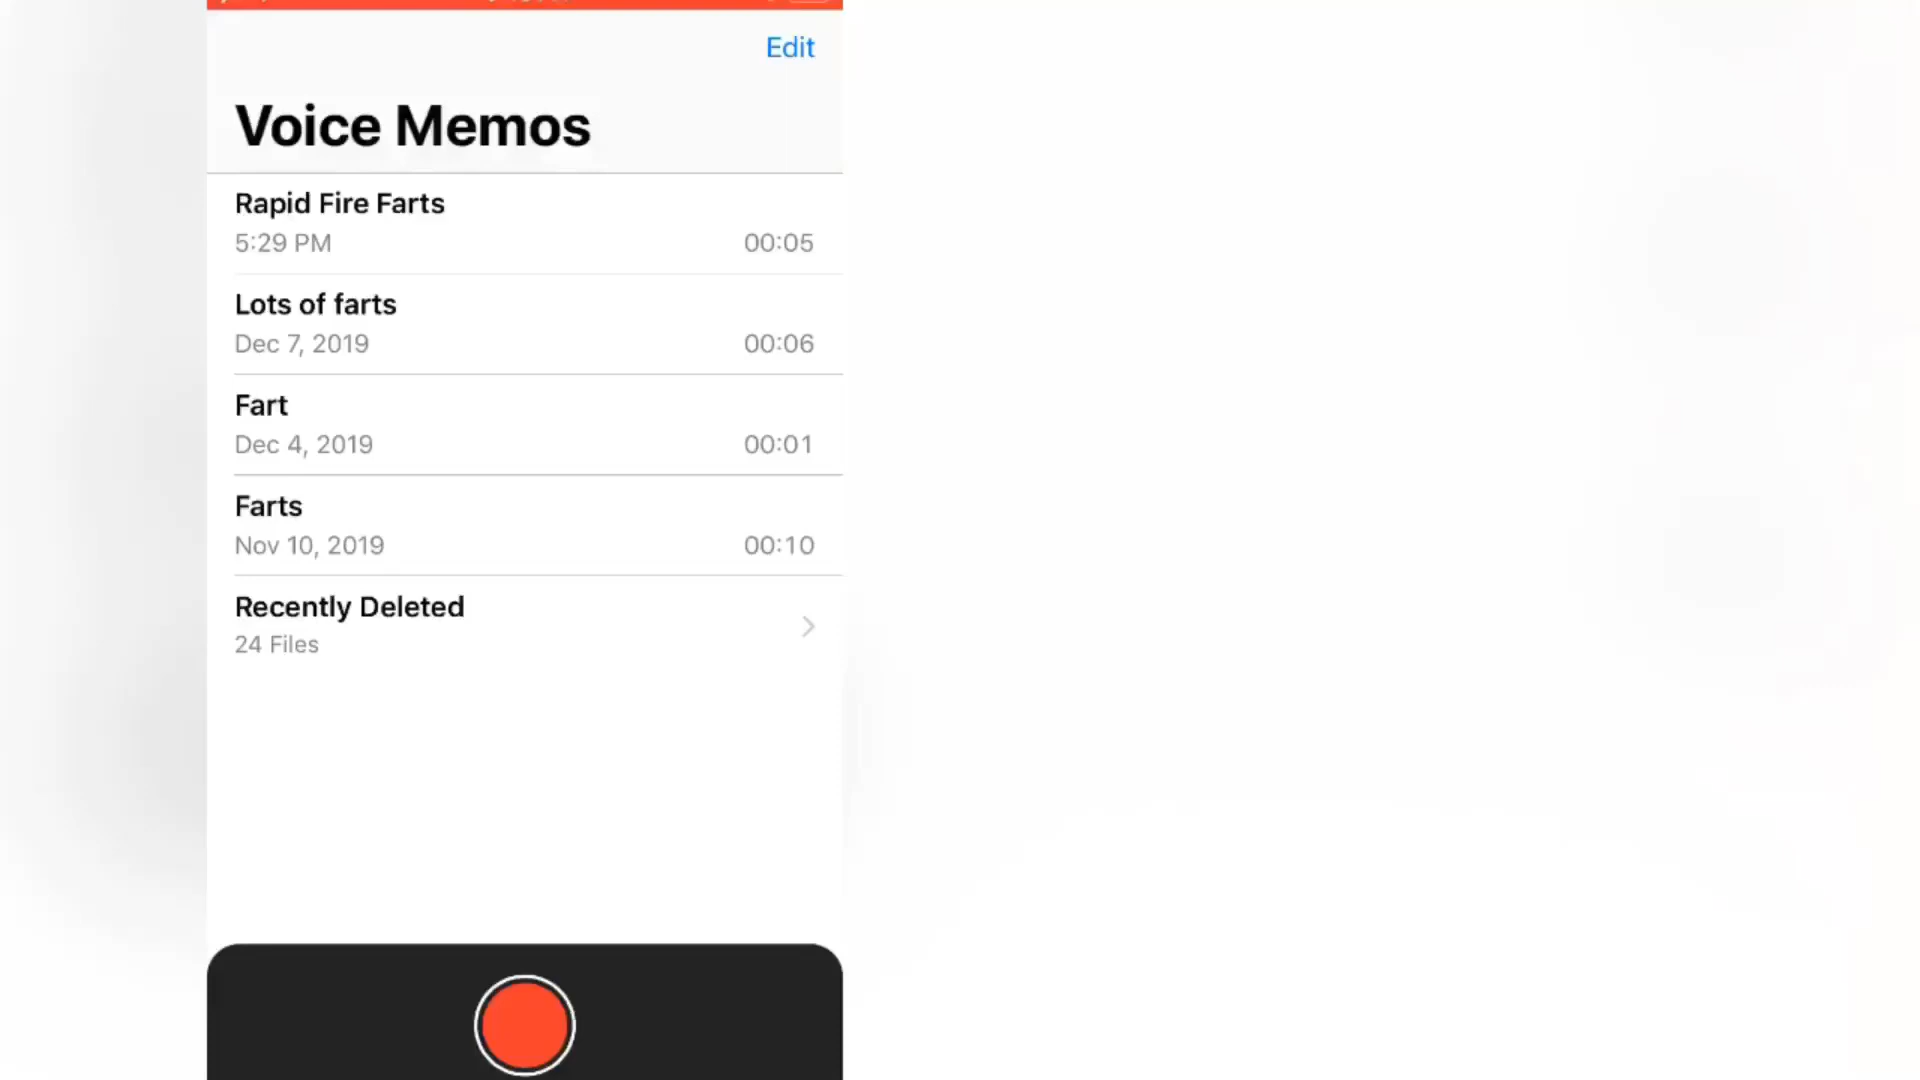 Edit
Voice Memos
Rapid Fire Farts
5:29 PM 00:05
Lots of farts
Dec 7, 2019 00:06
Fart
Dec 4, 2019 00:01
Farts
Nov 10, 2019 00:10
Recently Deleted
24 Files